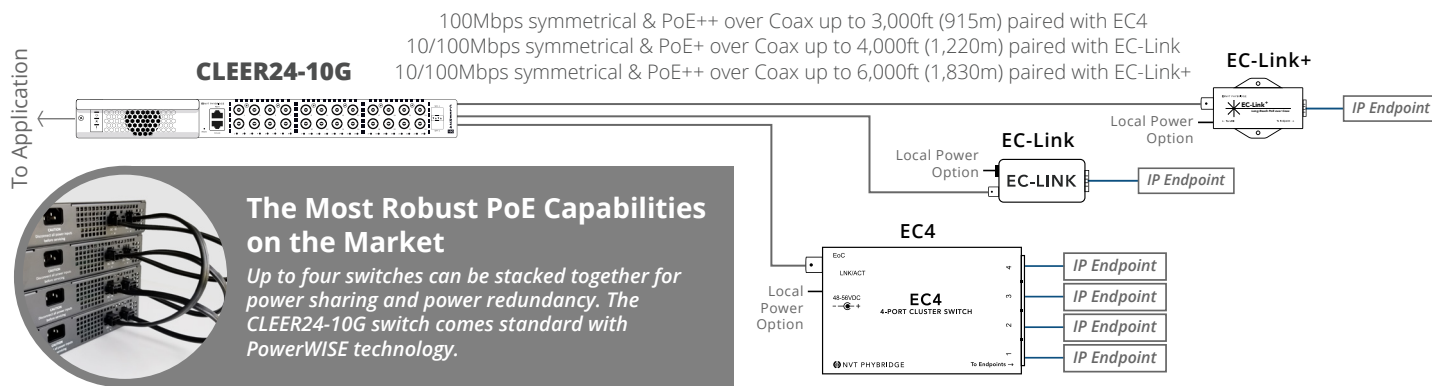 100Mbps symmetrical & PoE++ over Coax up to 3,000ft (915m) paired with EC4
10/100Mbps symmetrical & PoE+ over Coax up to 4,000ft (1,220m) paired with EC-Link
10/100Mbps symmetrical & PoE++ over Coax up to 6,000ft (1,830m) paired with EC-Link+
To Application
CLEER24-10G
EC-Link+
EC-Link+
IP Endpoint
Local Power
Option
EC-Link
Local Power
Option
EC-LINK
IP Endpoint
The Most Robust PoE Capabilities
on the Market
Up to four switches can be stacked together for
power sharing and power redundancy. The
CLEER24-10G switch comes standard with
PowerWISE technology.
CAUTION
CAUTION
CAUTION
CAUTION
EC4
EoC
LNK/ACT
48-56VDC
- +
Local
Power
Option
EC4
4-PORT CLUSTER SWITCH
NVT PHYBRIDGE
To Endpoints →
4
3
2
1
IP Endpoint
IP Endpoint
IP Endpoint
IP Endpoint